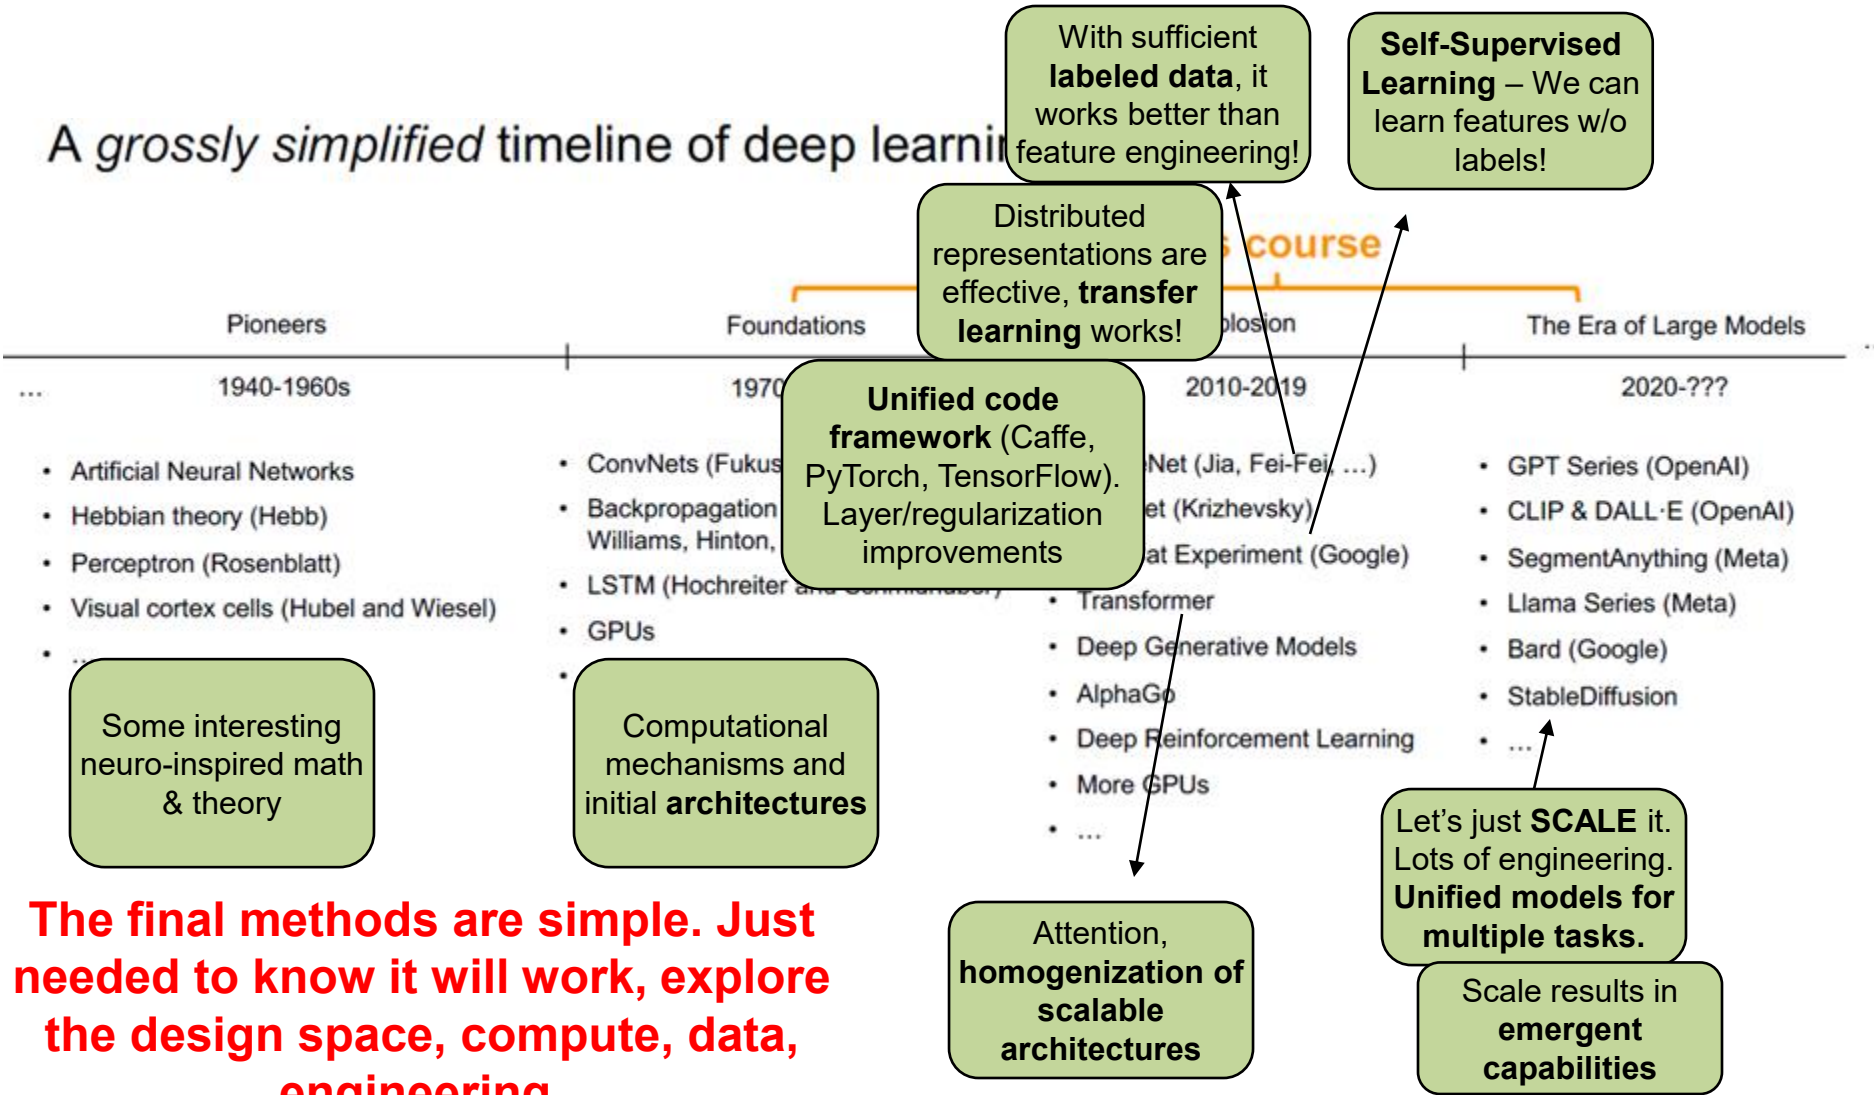 With sufficient
labeled data, it
works better than
feature engineering!
Self-Supervised
Learning – We can
learn features w/o
labels!
A grossly simplified timeline of deep learnin
Distributed
representations are
effective, transfer
learning works!
s course
Pioneers
Foundations
plosion
The Era of Large Models
...
1940-1960s
1970
2010-2019
2020-???
Unified code
framework (Caffe,
PyTorch, TensorFlow).
Layer/regularization
improvements
• Artificial Neural Networks
• Hebbian theory (Hebb)
• Perceptron (Rosenblatt)
• Visual cortex cells (Hubel and Wiesel)
• ...
• ConvNets (Fukus
• Backpropagation
Williams, Hinton,
• LSTM (Hochreiter and Schmidhuber)
• GPUs
•
Net (Jia, Fei-Fei, ...)
et (Krizhevsky)
at Experiment (Google)
• Transformer
• Deep Generative Models
• AlphaGo
• Deep Reinforcement Learning
• More GPUs
• ...
• GPT Series (OpenAI)
• CLIP & DALL·E (OpenAI)
• SegmentAnything (Meta)
• Llama Series (Meta)
• Bard (Google)
• StableDiffusion
• ...
Some interesting
neuro-inspired math
& theory
Computational
mechanisms and
initial architectures
Let's just SCALE it.
Lots of engineering.
Unified models for
multiple tasks.
The final methods are simple. Just
needed to know it will work, explore
the design space, compute, data,
engineering
Attention,
homogenization of
scalable
architectures
Scale results in
emergent
capabilities